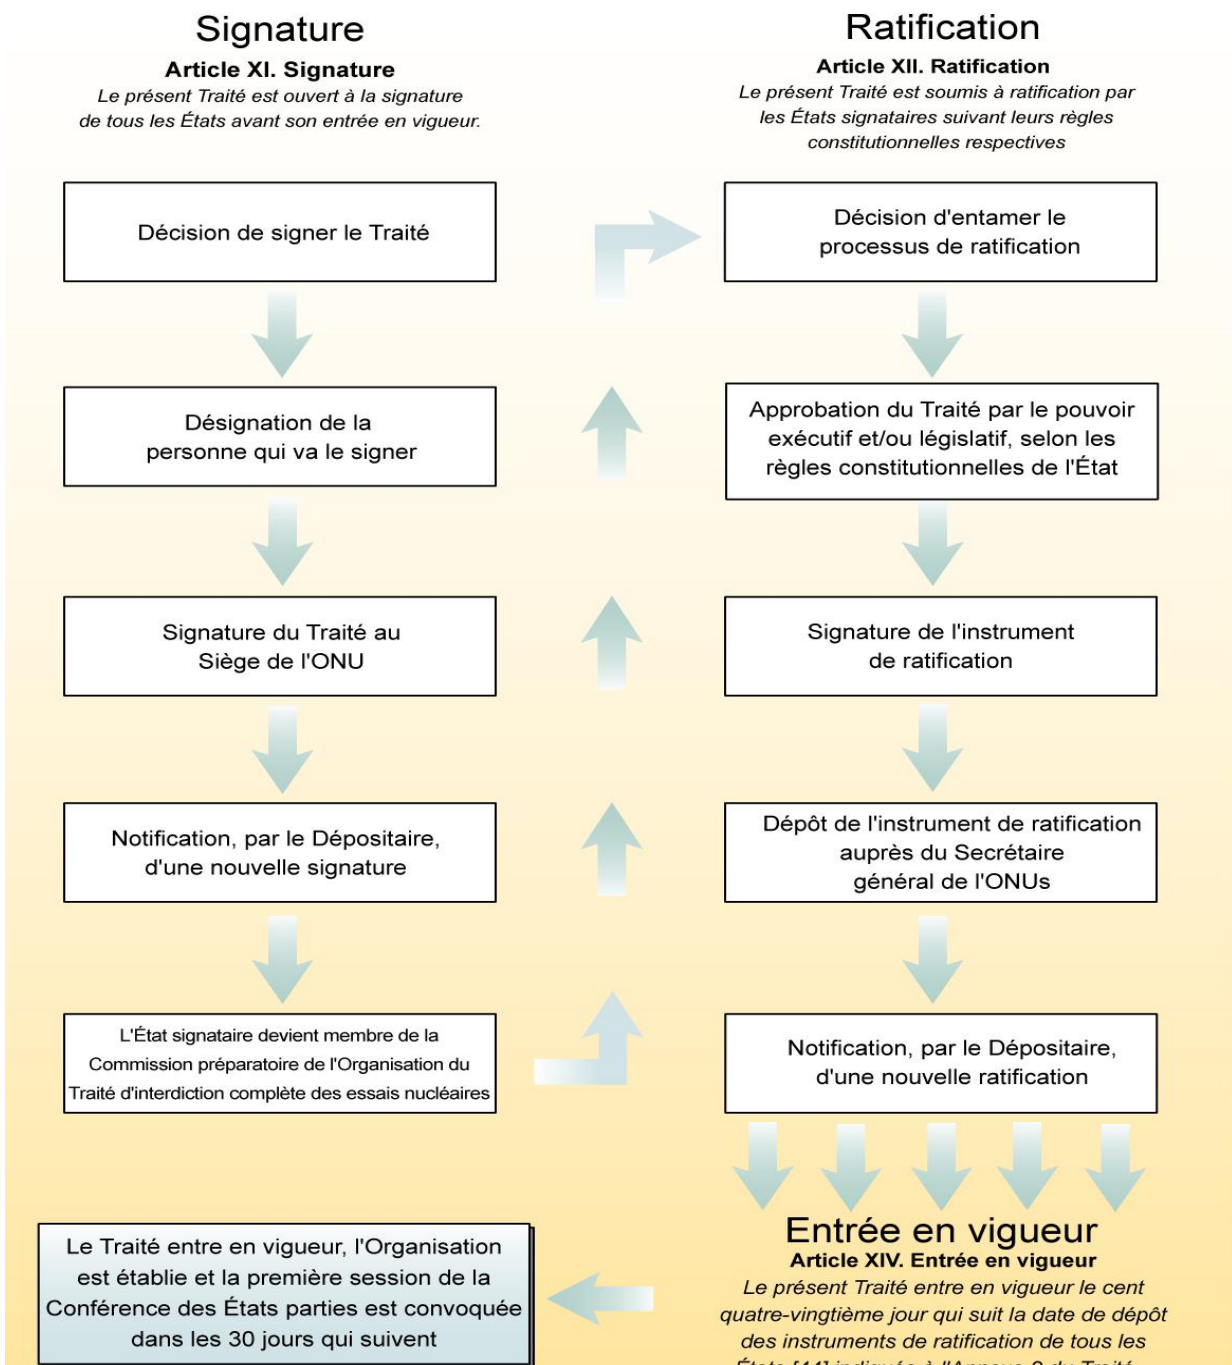 Signature
Article XI. Signature
Le présent Traité est ouvert à la signature
de tous les États avant son entrée en vigueur.
Décision de signer le Traité
Désignation de la
personne qui va le signer
Signature du Traité au
Siège de l'ONU
Notification, par le Dépositaire,
d'une nouvelle signature
L'État signataire devient membre de la
Commission préparatoire de l'Organisation du
Traité d'interdiction complète des essais nucléaires
Ratification
Article XII. Ratification
Le présent Traité est soumis à ratification par
les États signataires suivant leurs règles
constitutionnelles respectives
Décision d'entamer le
processus de ratification
Approbation du Traité par le pouvoir
exécutif et/ou législatif, selon les
règles constitutionnelles de l'État
Signature de l'instrument
de ratification
Dépôt de l'instrument de ratification
auprès du Secrétaire
général de l'ONUs
Notification, par le Dépositaire,
d'une nouvelle ratification
Entrée en vigueur
Article XIV. Entrée en vigueur
Le présent Traité entre en vigueur le cent
quatre-vingtième jour qui suit la date de dépôt
des instruments de ratification de tous les
États [44] indiqués à l'Annexe 2 du Traité
Le Traité entre en vigueur, l'Organisation
est établie et la première session de la
Conférence des États parties est convoquée
dans les 30 jours qui suivent